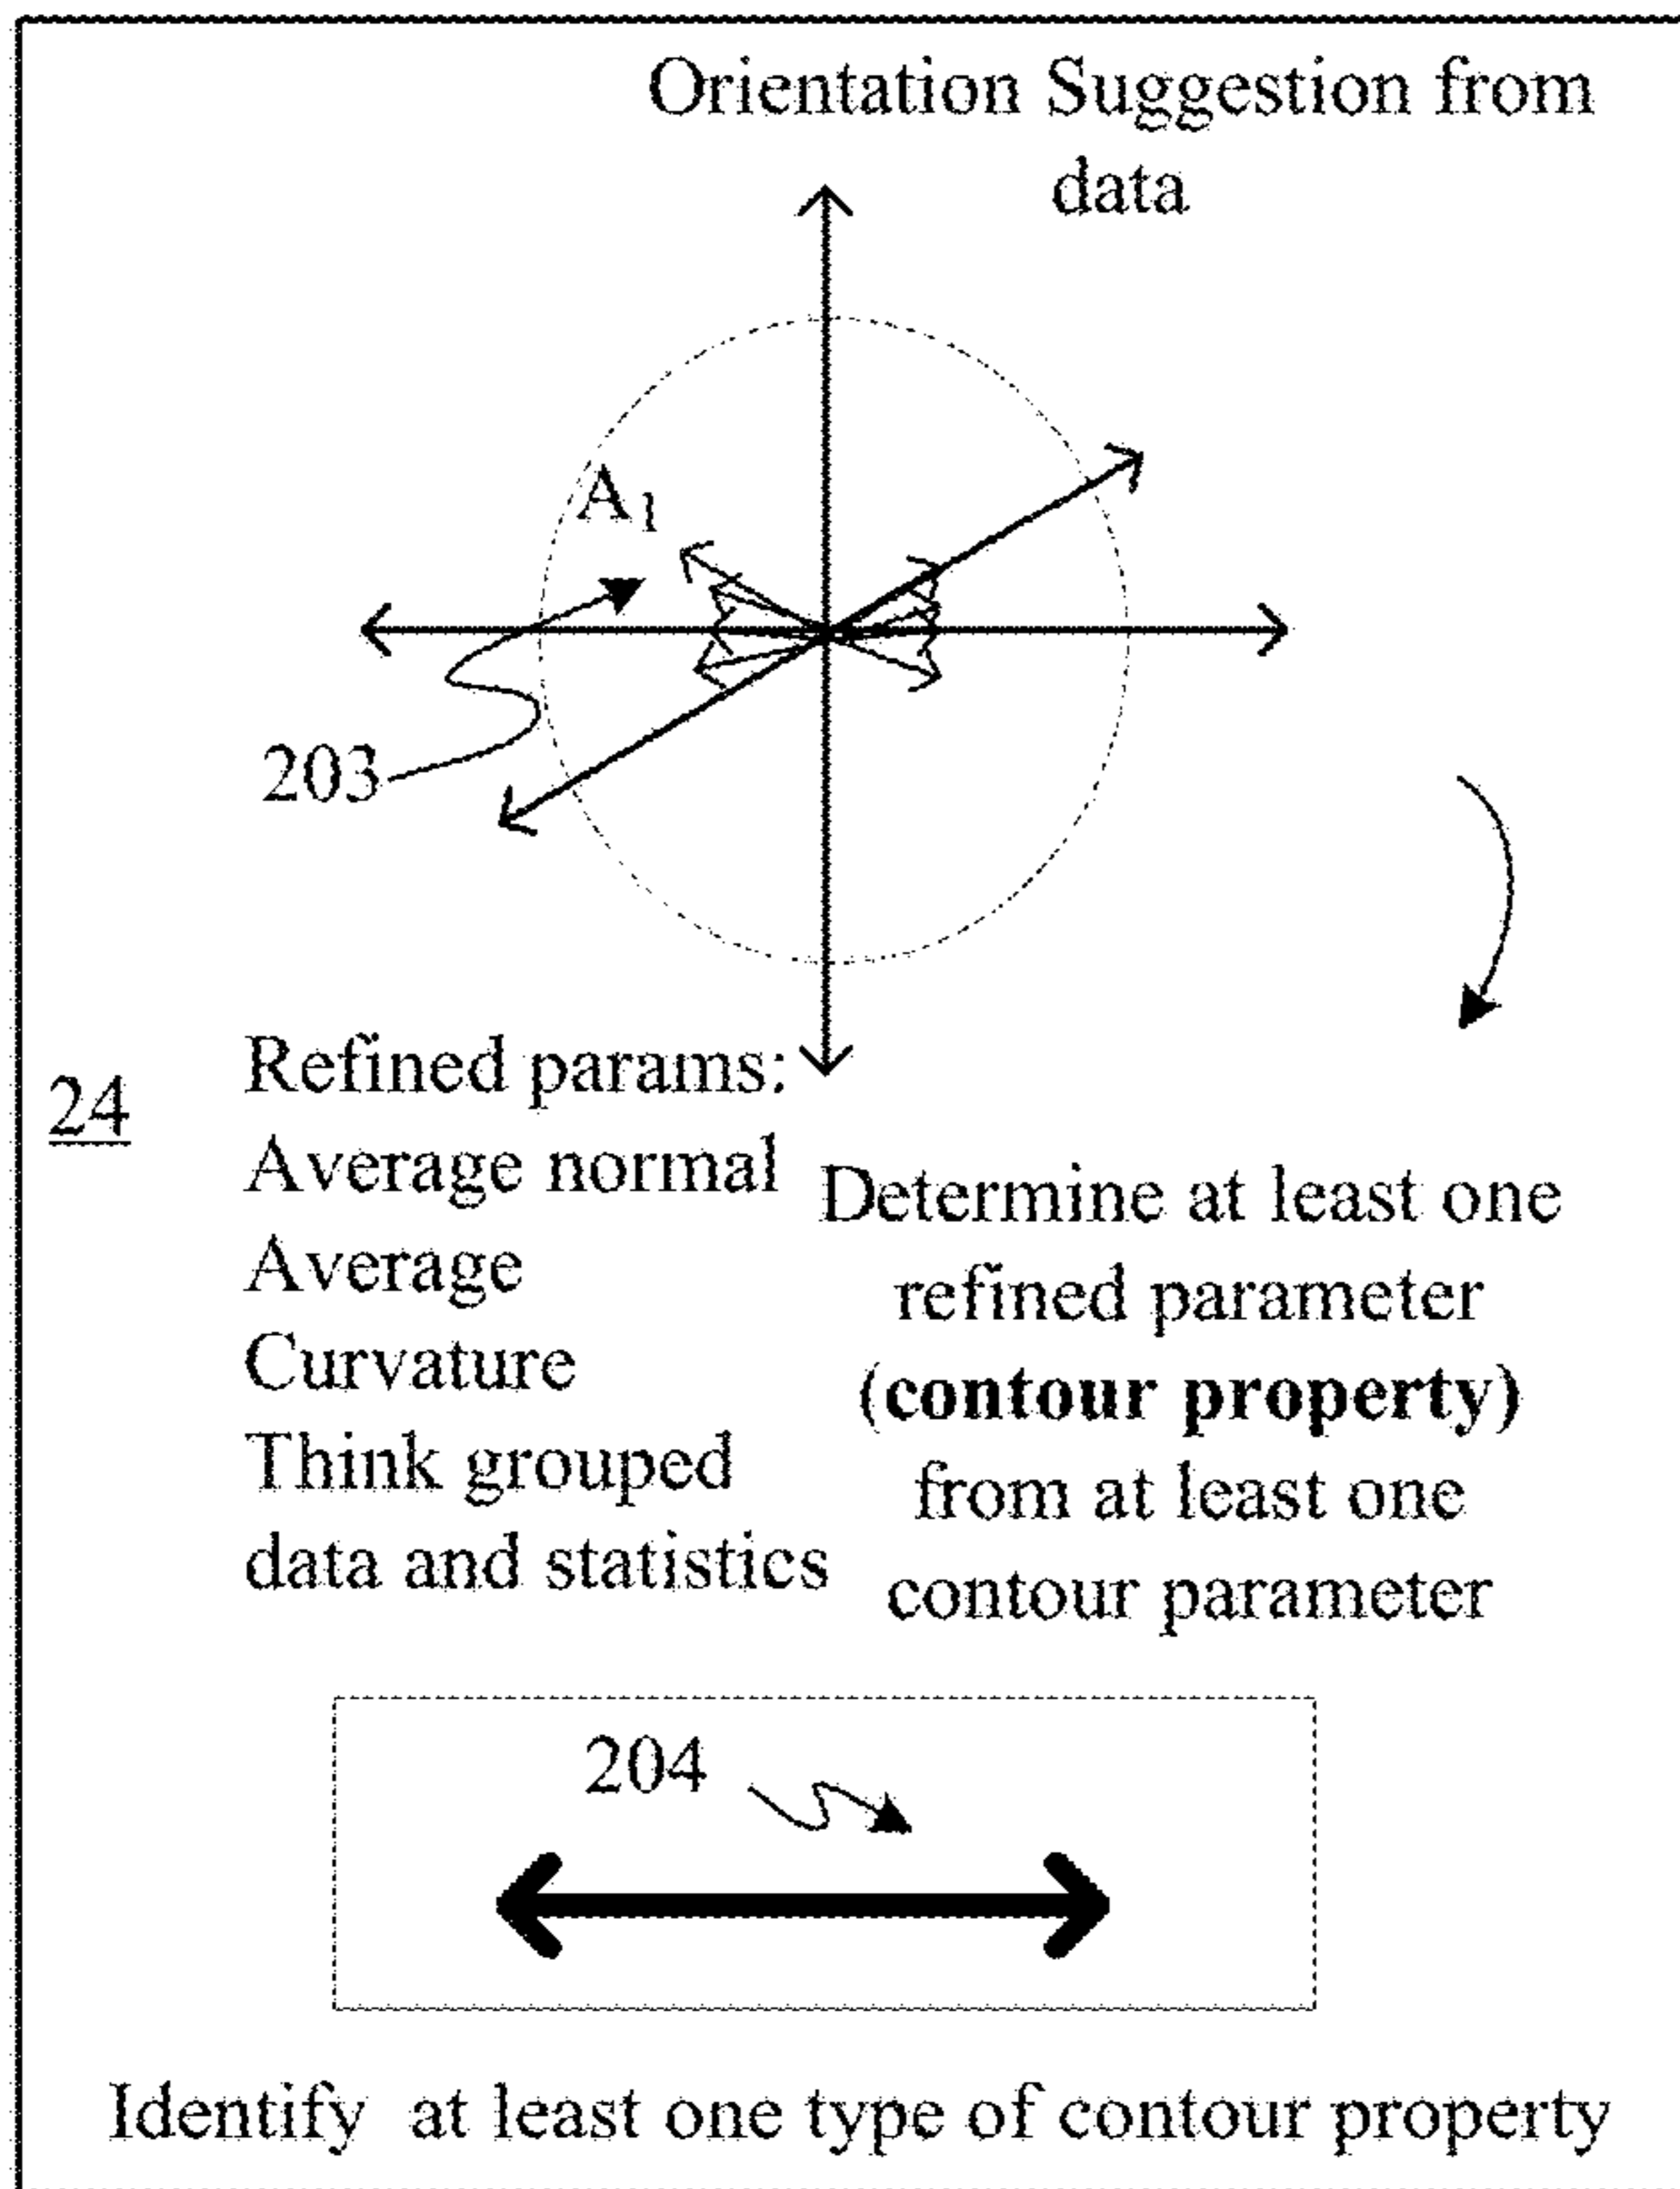 Orientation Suggestion from
data
A1
203
24
Refined params:
Average normal
Average
Curvature
Think grouped
data and statistics
Determine at least one
refined parameter
(contour property)
from at least one
contour parameter
204
Identify at least one type of contour property